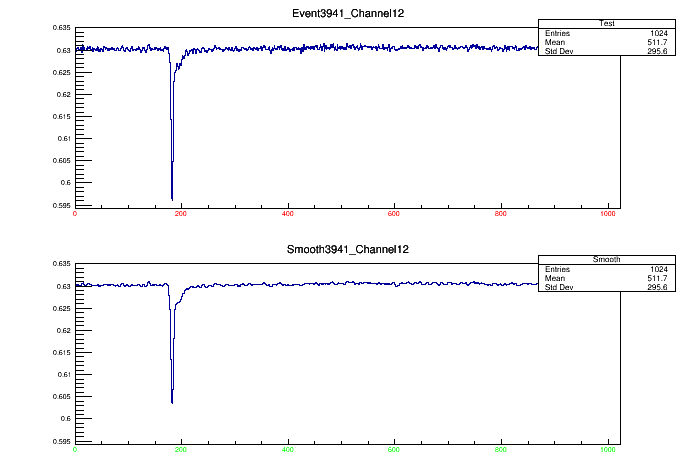 Event3941_Channel12
Test
Entries 1024
Mean 511.7
Std Dev 295.6
0.635
0.63
0.625
0.62
0.615
0.61
0.605
0.6
0.595
0 200 400 600 800 1000
Smooth3941_Channel12
Smooth
Entries 1024
Mean 511.7
Std Dev 295.6
0.635
0.63
0.625
0.62
0.615
0.61
0.605
0.6
0.595
0 200 400 600 800 1000